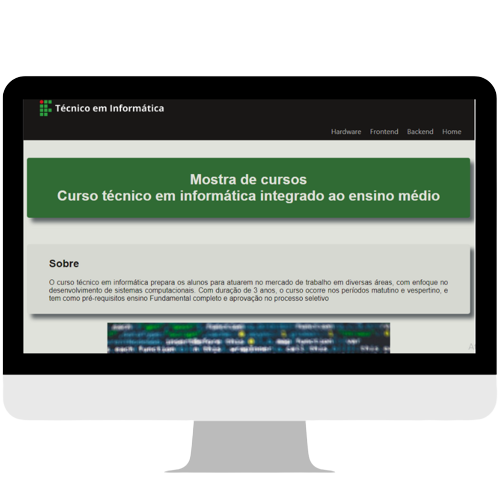 Técnico em Informática
Hardware Frontend Backend Home
Mostra de cursos
Curso técnico em informática integrado ao ensino médio
Sobre
O curso técnico em informática prepara os alunos para atuarem no mercado de trabalho em diversas áreas, com enfoque no
desenvolvimento de sistemas computacionais. Com duração de 3 anos, o curso ocorre nos períodos matutino e vespertino, e
tem como pré-requisitos ensino Fundamental completo e aprovação no processo seletivo